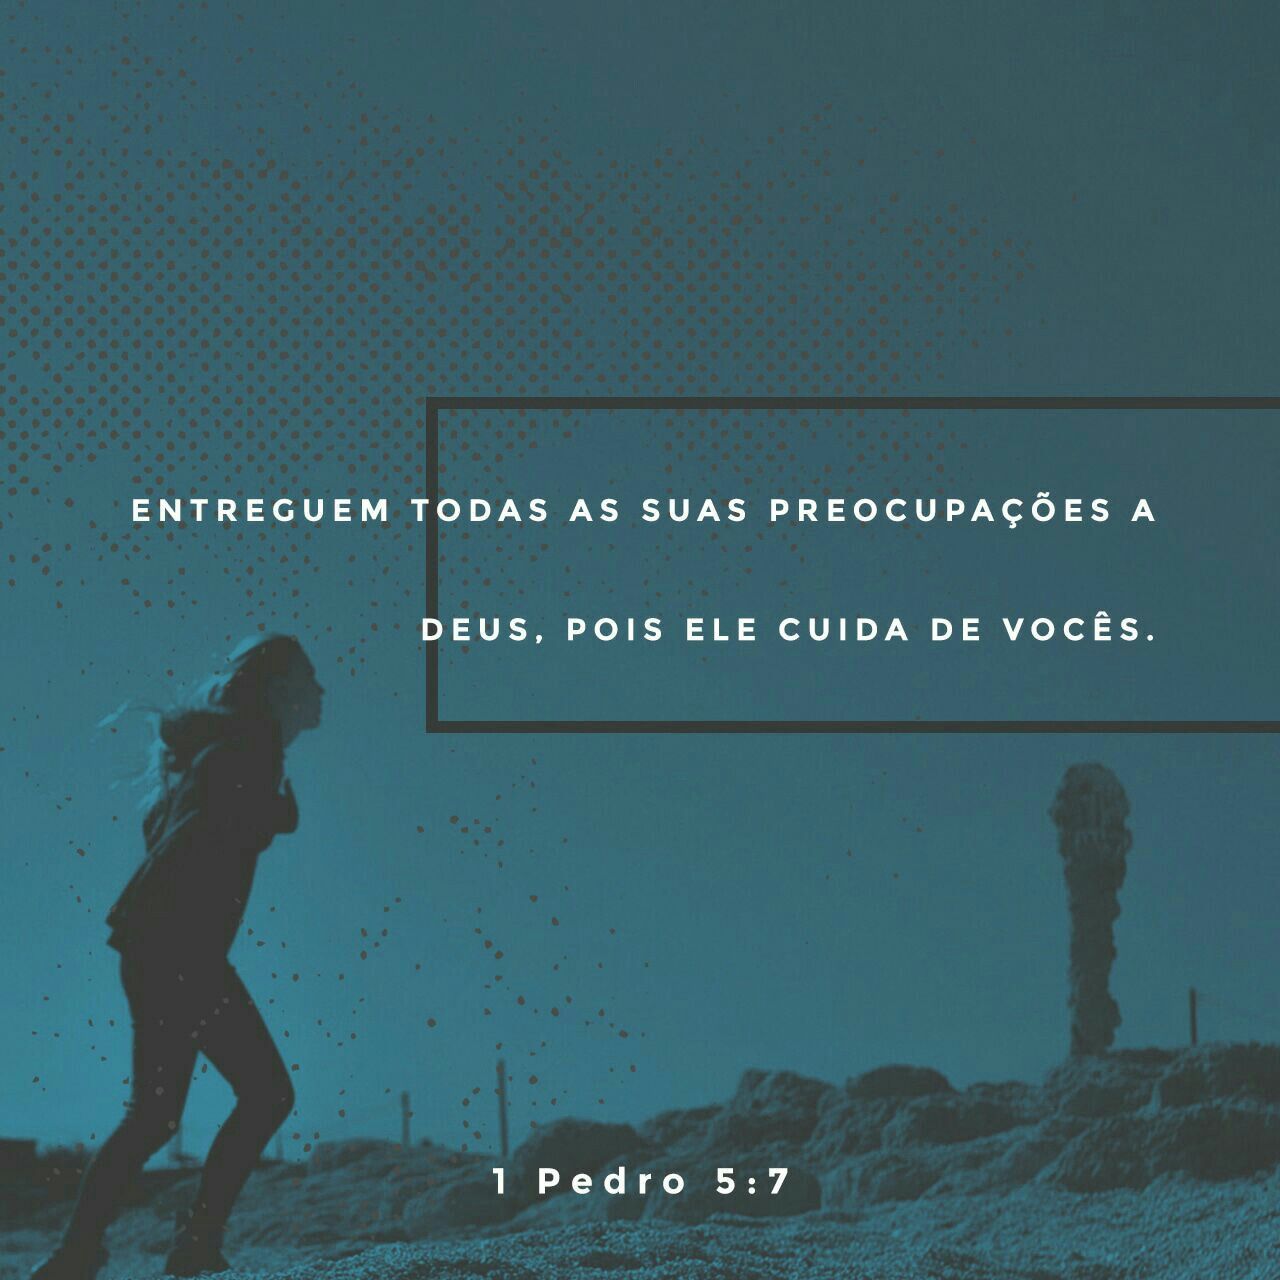 ENTREGUEM TODAS AS SUAS PREOCUPAÇÕES A
DEUS, POIS ELE CUIDA DE VOCÊS.
1 Pedro 5:7